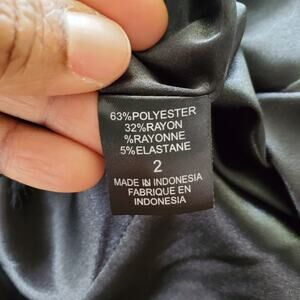 63%POLYESTER
32%RAYON
%RAYONNE
5%ELASTANE
2
MADE IN INDONESIA
FABRIQUE EN
INDONESIA